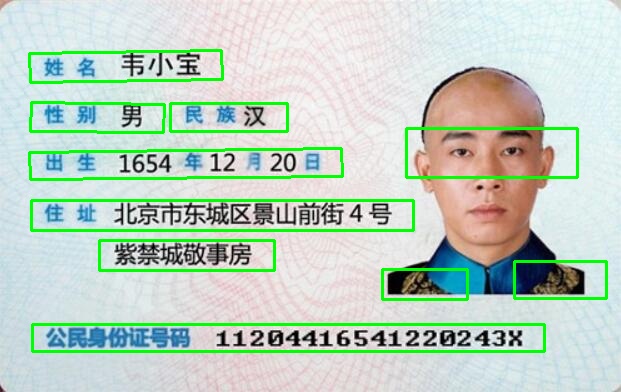 姓名 韦小宝
性别 男 民族 汉
出生 1654 年 12 月 20 日
住址 北京市东城区景山前街4号
紫禁城敬事房
公民身份证号码 11204416541220243X